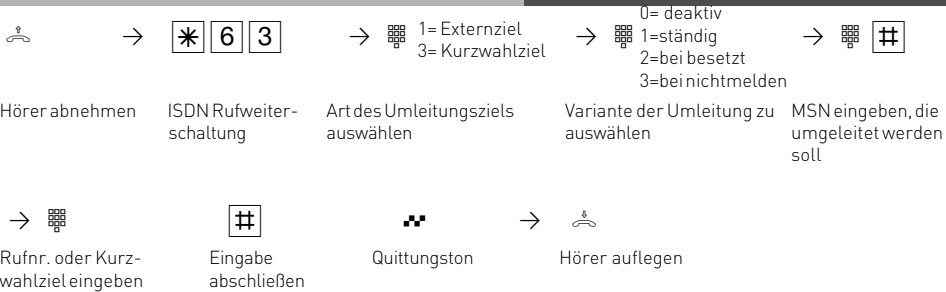 0= deaktiv
* 6 3
1= Externziel
1=ständig
#
3= Kurzwahlziel
2=bei besetzt
3=bei nichtmelden
Hörer abnehmen
ISDN Rufweiter-
schaltung
Art des Umleitungsziels
auswählen
Variante der Umleitung zu
auswählen
MSN eingeben, die
umgeleitet werden
soll
#
Rufnr. oder Kurz-
wahlziel eingeben
Eingabe
abschließen
Quittungston
Hörer auflegen